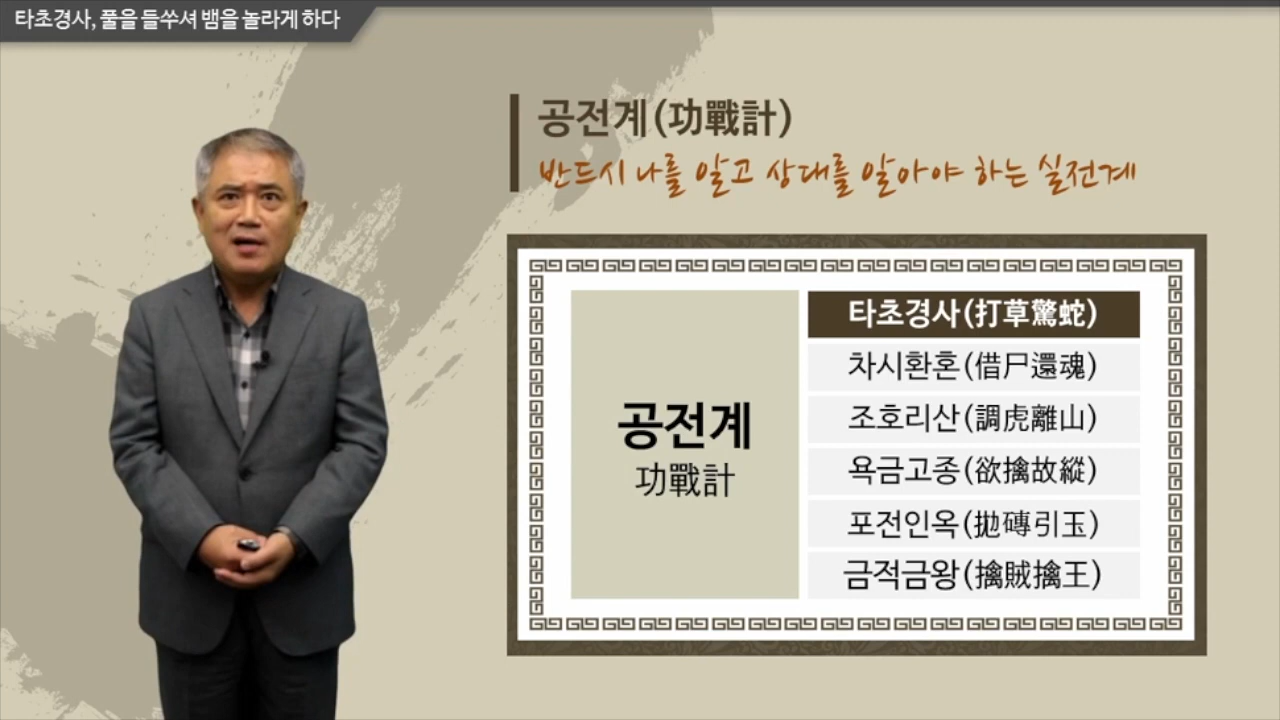 타초경사, 풀을 들쑤셔 뱀을 놀라게 하다
공전계(功戰計)
반드시 나를 알고 상대를 알아야 하는 실전계
공전계
功戰計
타초경사(打草驚蛇)
차시환혼(借尸還魂)
조호리산(調虎離山)
욕금고종(欲擒故縱)
포전인옥(拋磚引玉)
금적금왕(擒賊擒王)